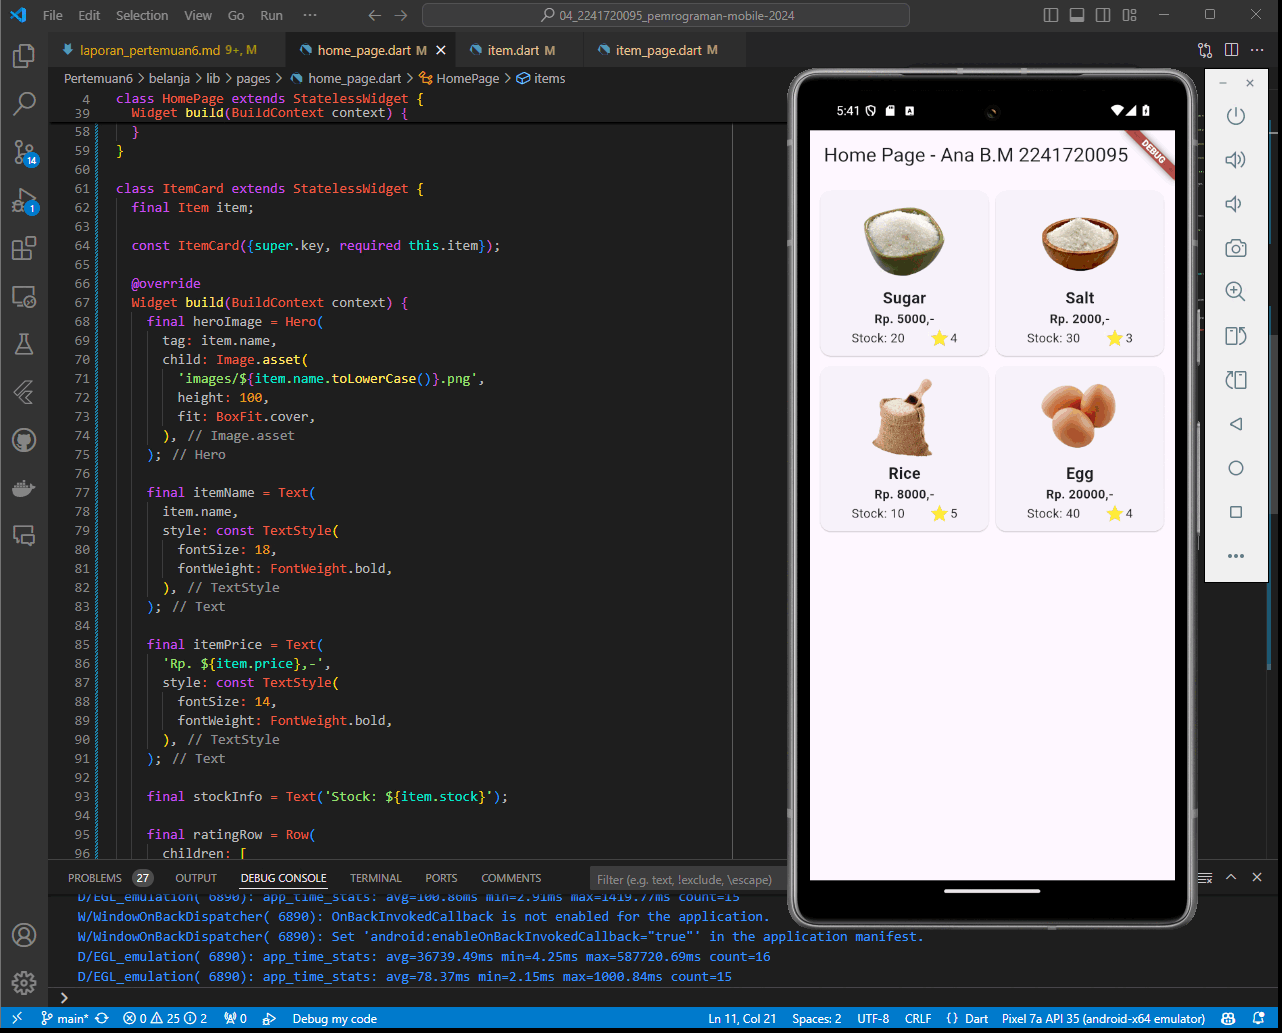 File Edit Selection View Go Run ··· 04_2241720095_pemrograman-mobile-2024
laporan_pertemuan6.md 9+, M home_page.dart M item.dart M item_page.dart M
Pertemuan6 > belanja > lib > pages > home_page.dart > HomePage > items
4 class HomePage extends StatelessWidget {
39 Widget build(BuildContext context) {
58 }
59 }
60
61 class ItemCard extends StatelessWidget {
62 final Item item;
63
64 const ItemCard({super.key, required this.item});
65
66 @override
67 Widget build(BuildContext context) {
68 final heroImage = Hero(
69 tag: item.name,
70 child: Image.asset(
71 'images/${item.name.toLowerCase()}.png',
72 height: 100,
73 fit: BoxFit.cover,
74 ), // Image.asset
75 ); // Hero
76
77 final itemName = Text(
78 item.name,
79 style: const TextStyle(
80 fontSize: 18,
81 fontWeight: FontWeight.bold,
82 ), // TextStyle
83 ); // Text
84
85 final itemPrice = Text(
86 'Rp. ${item.price},-',
87 style: const TextStyle(
88 fontSize: 14,
89 fontWeight: FontWeight.bold,
90 ), // TextStyle
91 ); // Text
92
93 final stockInfo = Text('Stock: ${item.stock}');
94
95 final ratingRow = Row(
96 children: [
5:41 A
DEBUG
Home Page - Ana B.M 2241720095
Sugar
Rp. 5000,-
Stock: 20 4
Salt
Rp. 2000,-
Stock: 30 3
Rice
Rp. 8000,-
Stock: 10 5
Egg
Rp. 20000,-
Stock: 40 4
14
1
PROBLEMS 27 OUTPUT DEBUG CONSOLE TERMINAL PORTS COMMENTS Filter (e.g. text, !exclude, \escape)
D/EGL_emulation( 6890): app_time_stats: avg=100.86ms min=2.91ms max=1419.77ms count=15
W/WindowOnBackDispatcher( 6890): OnBackInvokedCallback is not enabled for the application.
W/WindowOnBackDispatcher( 6890): Set 'android:enableOnBackInvokedCallback="true"' in the application manifest.
D/EGL_emulation( 6890): app_time_stats: avg=36739.49ms min=4.25ms max=587720.69ms count=16
D/EGL_emulation( 6890): app_time_stats: avg=78.37ms min=2.15ms max=1000.84ms count=15
>
main* 0 25 2 0 Debug my code Ln 11, Col 21 Spaces: 2 UTF-8 CRLF {} Dart Pixel 7a API 35 (android-x64 emulator)